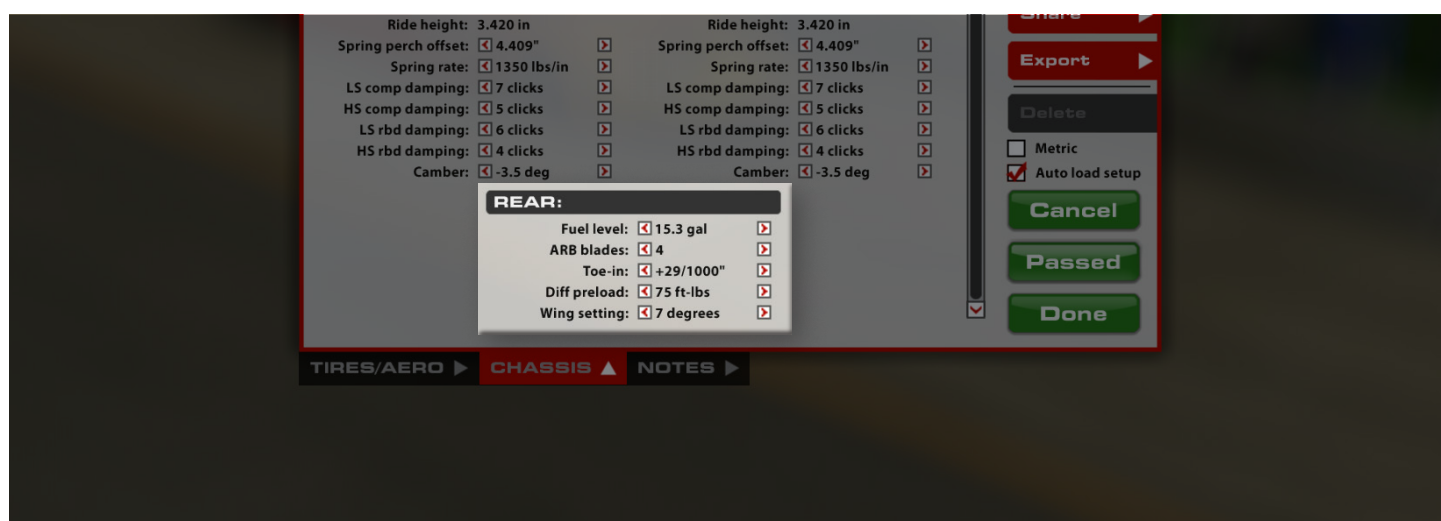 Share
Ride height: 3.420 in Ride height: 3.420 in
Spring perch offset: 4.409" Spring perch offset: 4.409"
Spring rate: 1350 lbs/in Spring rate: 1350 lbs/in
LS comp damping: 7 clicks LS comp damping: 7 clicks
HS comp damping: 5 clicks HS comp damping: 5 clicks
LS rbd damping: 6 clicks LS rbd damping: 6 clicks
HS rbd damping: 4 clicks HS rbd damping: 4 clicks
Camber: -3.5 deg Camber: -3.5 deg
Export
Delete
Metric
Auto load setup
Cancel
Passed
Done
REAR:
Fuel level: 15.3 gal
ARB blades: 4
Toe-in: +29/1000"
Diff preload: 75 ft-lbs
Wing setting: 7 degrees
TIRES/AERO CHASSIS NOTES